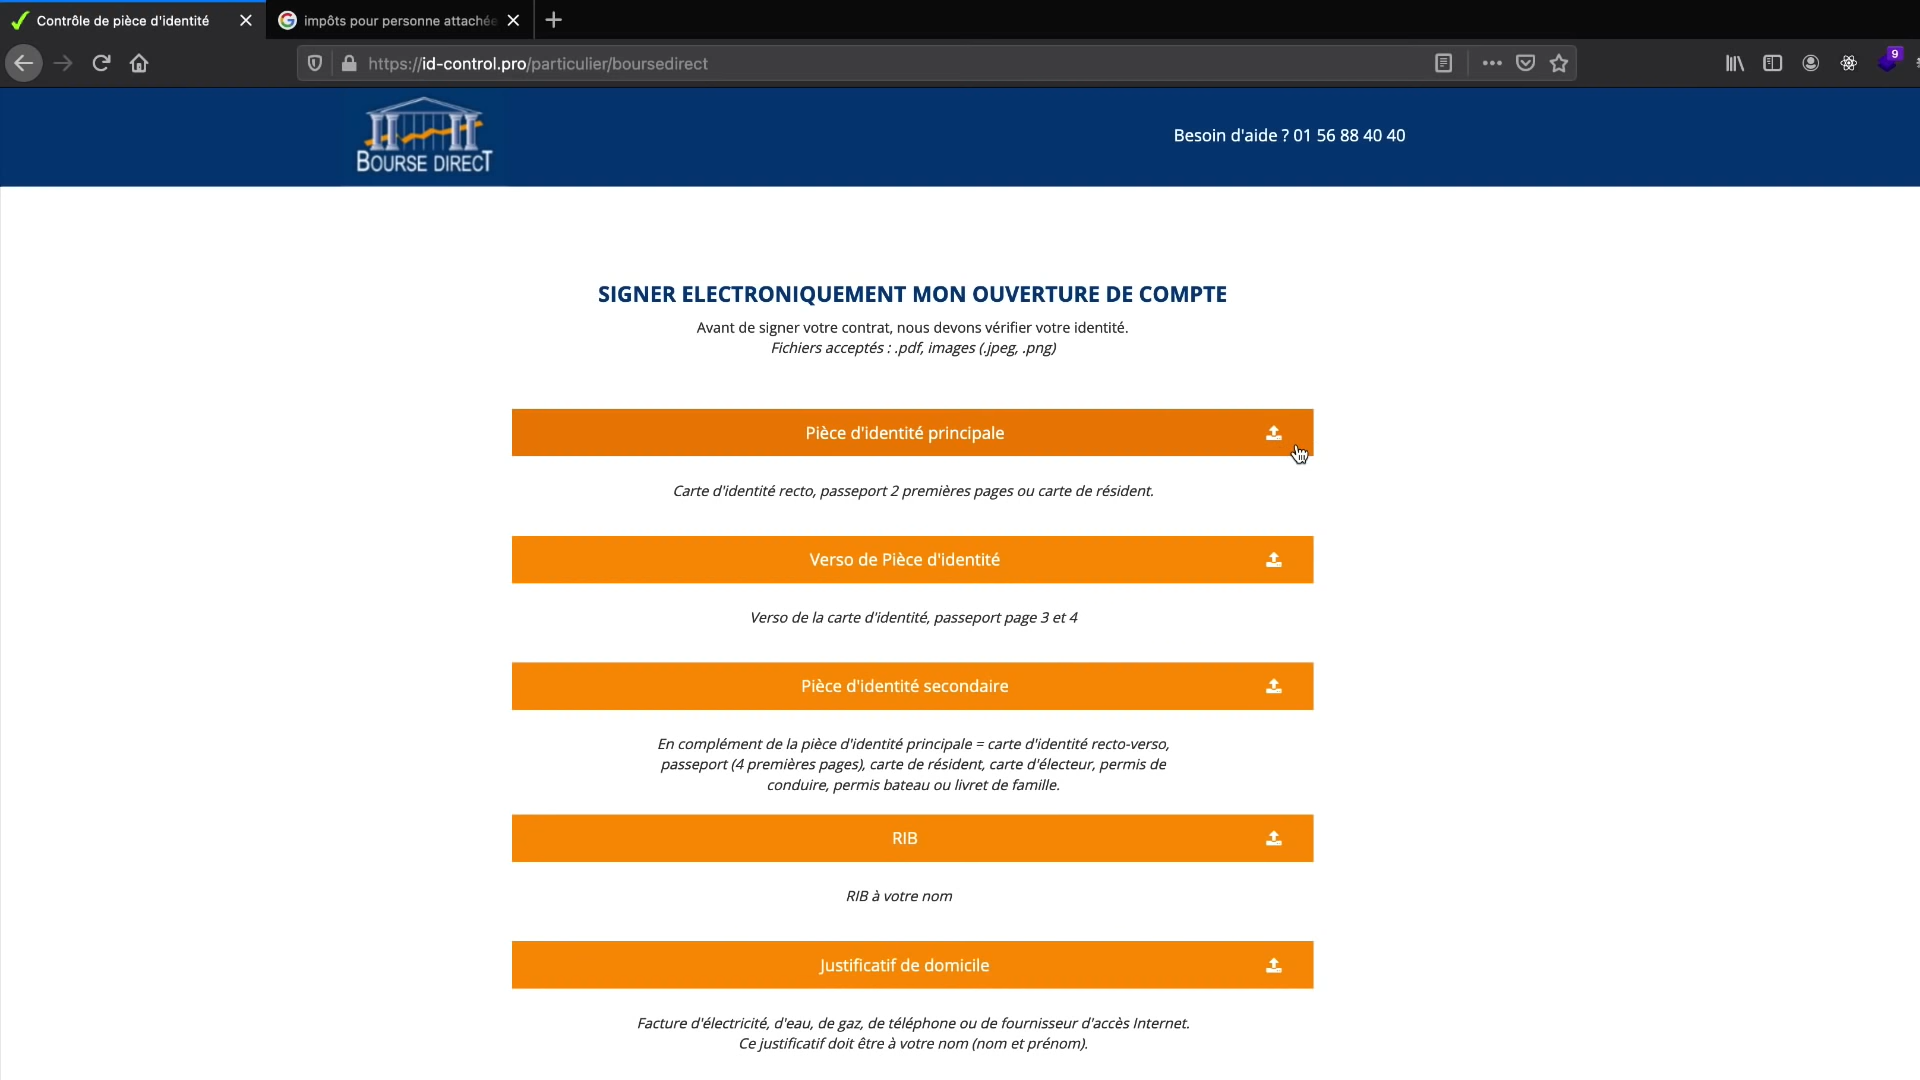 Contrôle de pièce d'identité
impôts pour personne attachée
https://id-control.pro/particulier/boursedirect
9
BOURSE DIRECT
Besoin d'aide ? 01 56 88 40 40
SIGNER ELECTRONIQUEMENT MON OUVERTURE DE COMPTE
Avant de signer votre contrat, nous devons vérifier votre identité.
Fichiers acceptés : .pdf, images (.jpeg, .png)
Pièce d'identité principale
Carte d'identité recto, passeport 2 premières pages ou carte de résident.
Verso de Pièce d'identité
Verso de la carte d'identité, passeport page 3 et 4
Pièce d'identité secondaire
En complément de la pièce d'identité principale = carte d'identité recto-verso,
passeport (4 premières pages), carte de résident, carte d'électeur, permis de
conduire, permis bateau ou livret de famille.
RIB
RIB à votre nom
Justificatif de domicile
Facture d'électricité, d'eau, de gaz, de téléphone ou de fournisseur d'accès Internet.
Ce justificatif doit être à votre nom (nom et prénom).